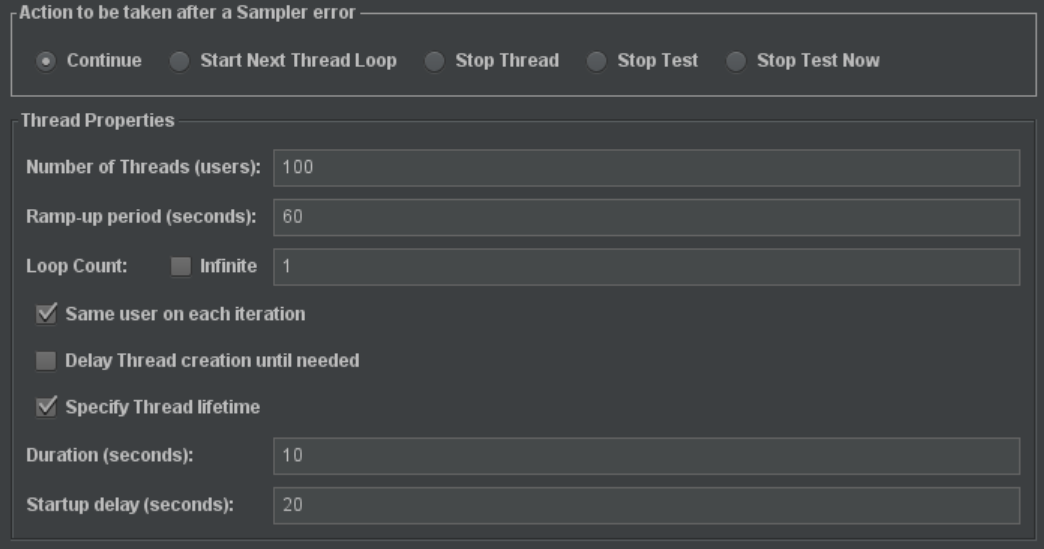 Action to be taken after a Sampler error
Continue Start Next Thread Loop Stop Thread Stop Test Stop Test Now
Thread Properties
Number of Threads (users): 100
Ramp-up period (seconds): 60
Loop Count: Infinite 1
Same user on each iteration
Delay Thread creation until needed
Specify Thread lifetime
Duration (seconds): 10
Startup delay (seconds): 20